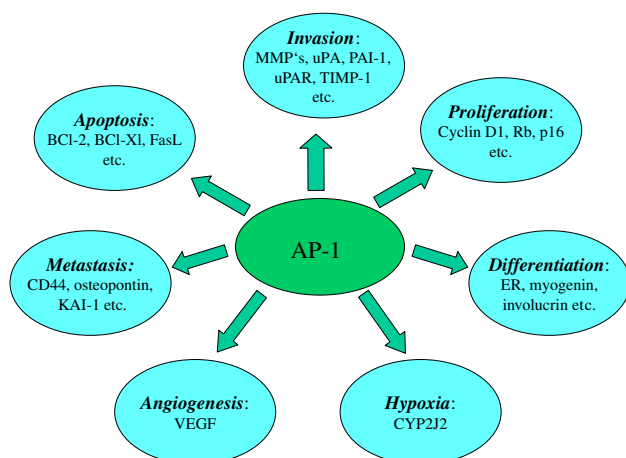 Invasion:
MMP‘s, uPA, PAI-1,
uPAR, TIMP-1
etc.
Apoptosis:
BCl-2, BCl-Xl, FasL
etc.
Proliferation:
Cyclin D1, Rb, p16
etc.
AP-1
Metastasis:
CD44, osteopontin,
KAI-1 etc.
Differentiation:
ER, myogenin,
involucrin etc.
Angiogenesis:
VEGF
Hypoxia:
CYP2J2